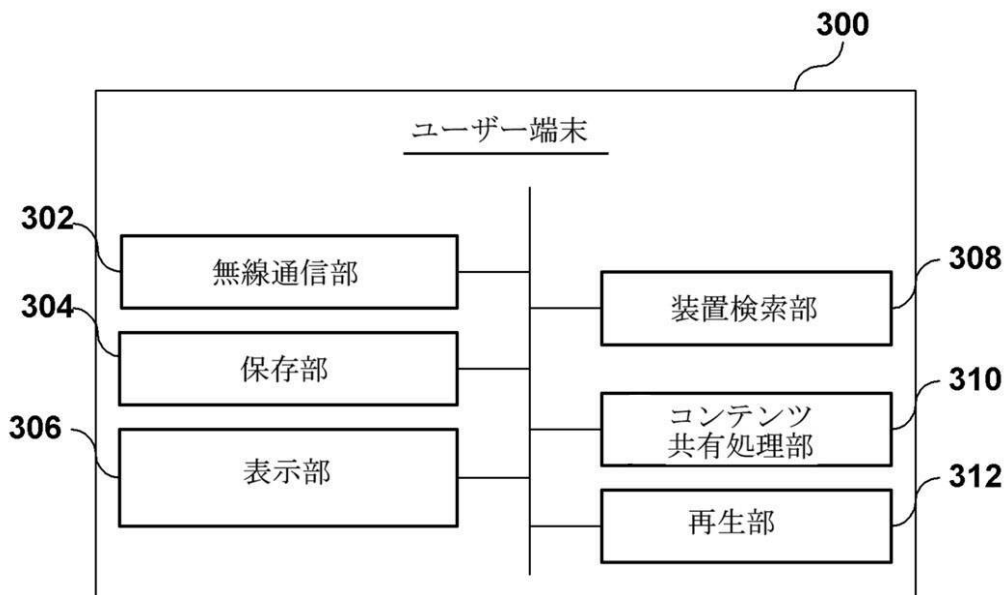 300
ユーザー端末
302
無線通信部
304
保存部
306
表示部
308
装置検索部
310
コンテンツ
共有処理部
312
再生部